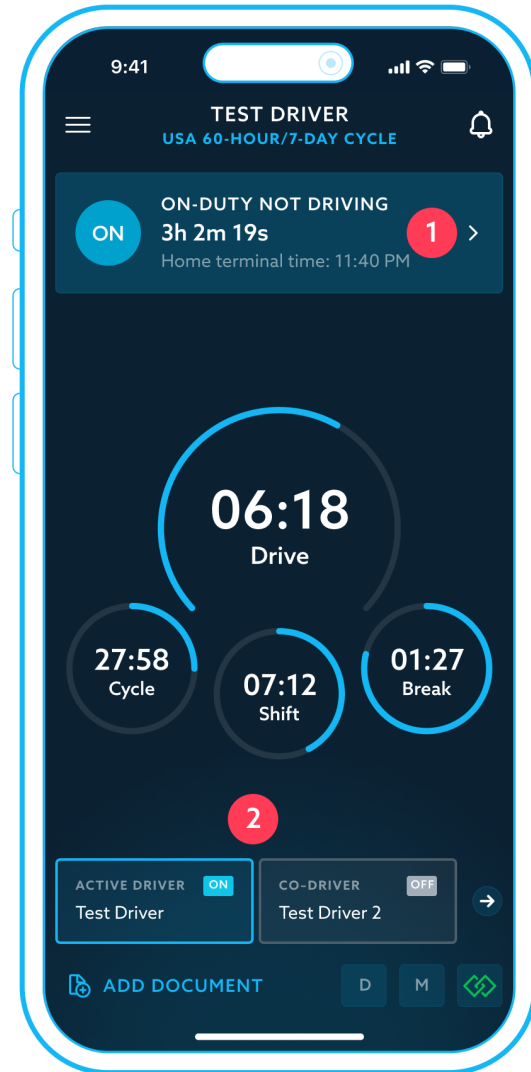 9:41
TEST DRIVER
USA 60-HOUR/7-DAY CYCLE
ON
ON-DUTY NOT DRIVING
3h 2m 19s
Home terminal time: 11:40 PM
1
06:18
Drive
27:58
Cycle
07:12
Shift
01:27
Break
2
ACTIVE DRIVER ON
Test Driver
CO-DRIVER OFF
Test Driver 2
ADD DOCUMENT
D
M